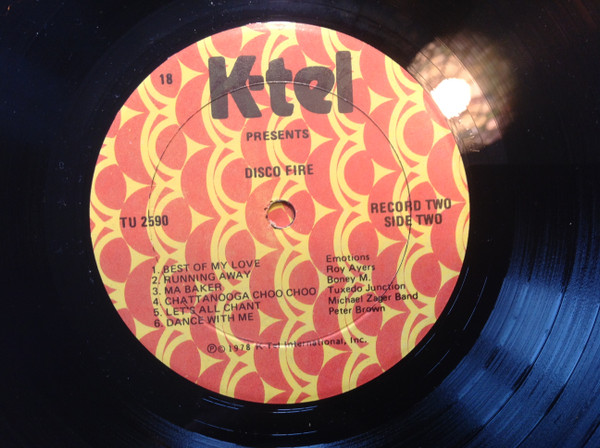 18
K-tel
PRESENTS
DISCO FIRE
TU 2590
RECORD TWO
SIDE TWO
1. BEST OF MY LOVE Emotions
2. RUNNING AWAY Roy Ayers
3. MA BAKER Boney M.
4. CHATTANOOGA CHOO CHOO Tuxedo Junction
5. LET'S ALL CHANT Michael Zager Band
6. DANCE WITH ME Peter Brown
℗© 1978 K-Tel International, Inc.